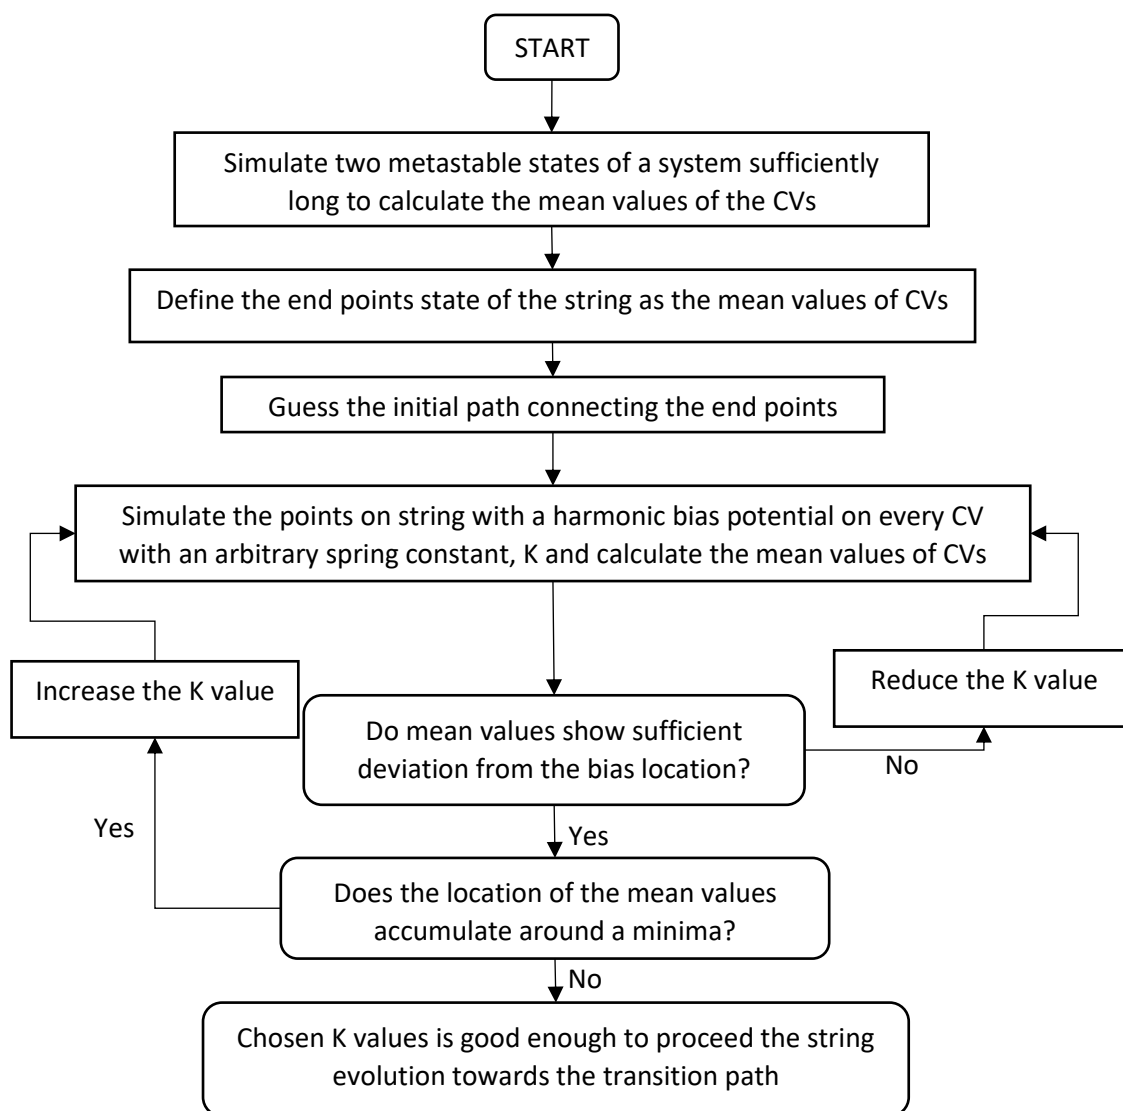 START
Simulate two metastable states of a system sufficiently
long to calculate the mean values of the CVs
Define the end points state of the string as the mean values of CVs
Guess the initial path connecting the end points
Simulate the points on string with a harmonic bias potential on every CV
with an arbitrary spring constant, K and calculate the mean values of CVs
Increase the K value
Reduce the K value
Do mean values show sufficient
deviation from the bias location?
No
Yes
Yes
Does the location of the mean values
accumulate around a minima?
No
Chosen K values is good enough to proceed the string
evolution towards the transition path